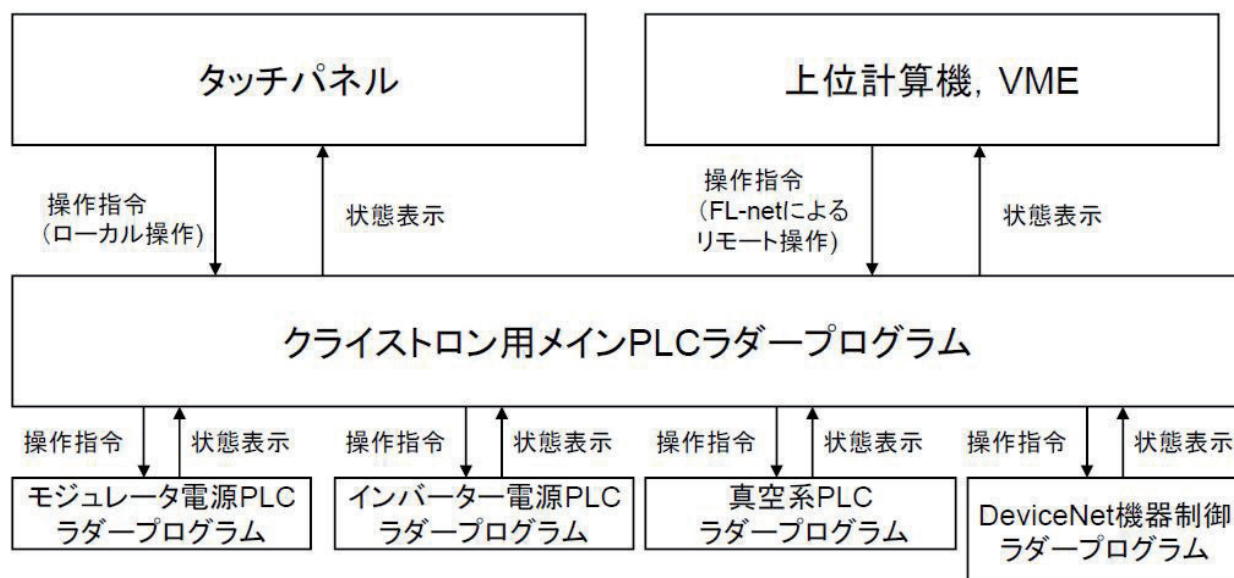 タッチパネル
上位計算機, VME
操作指令
(ローカル操作)
状態表示
操作指令
(FL-netによる
リモート操作)
状態表示
クライストロン用メインPLCラダープログラム
操作指令
状態表示
操作指令
状態表示
操作指令
状態表示
操作指令
状態表示
モジュレータ電源PLC
ラダープログラム
インバーター電源PLC
ラダープログラム
真空系PLC
ラダープログラム
DeviceNet機器制御
ラダープログラム